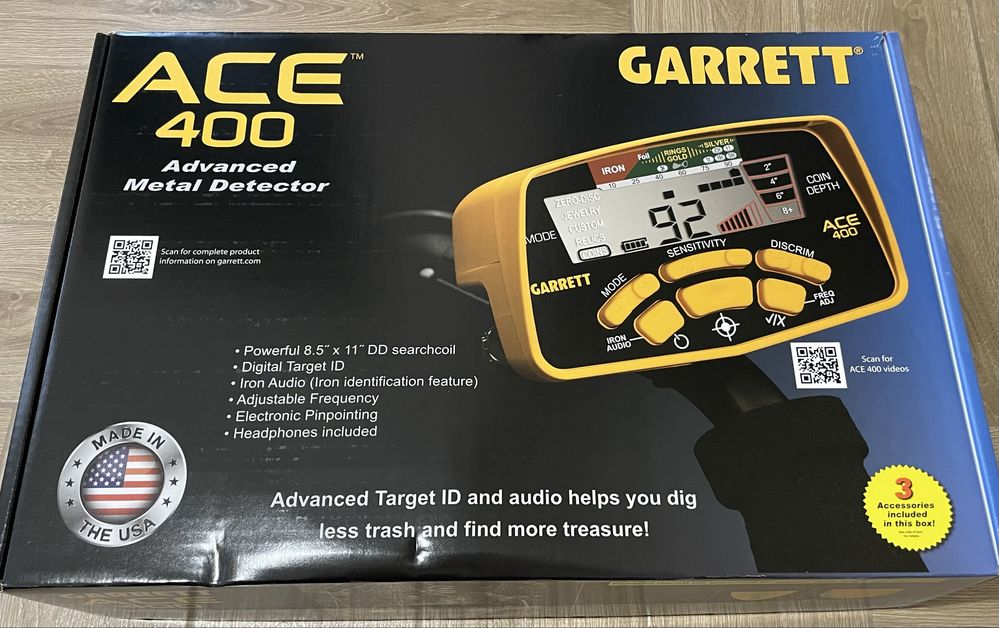 ACE™
400
Advanced
Metal Detector
GARRETT®
Scan for complete product
information on garrett.com
IRON
Foil
RINGS
GOLD
SILVER
10 25 40 60 75 90
2"
4"
6"
8+
COIN
DEPTH
MODE
ZERO-DISC
JEWELRY
CUSTOM
RELICS
COINS
92
ACE
400
GARRETT
MODE
SENSITIVITY
DISCRIM
IRON
AUDIO
√/X
FREQ
ADJ
Scan for
ACE 400 videos
• Powerful 8.5˝ x 11˝ DD searchcoil
• Digital Target ID
• Iron Audio (Iron identification feature)
• Adjustable Frequency
• Electronic Pinpointing
• Headphones included
MADE IN
THE USA
Advanced Target ID and audio helps you dig
less trash and find more treasure!
3
Accessories
included
in this box!